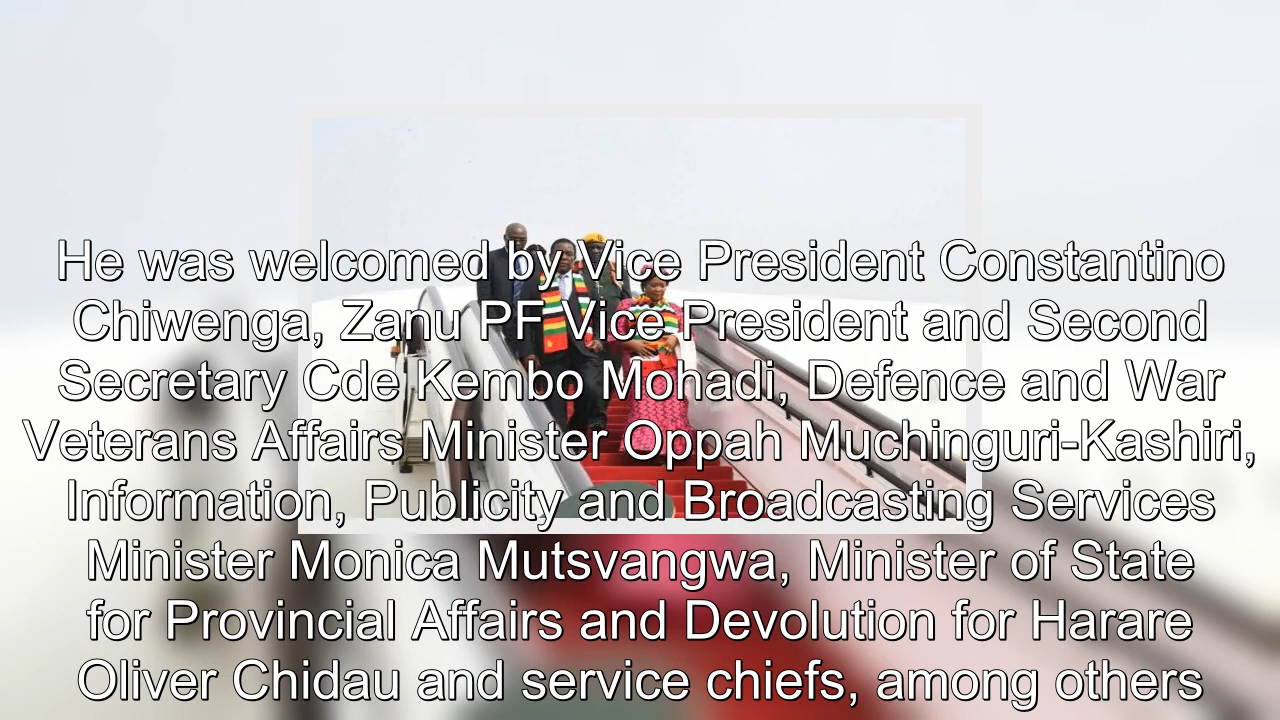 He was welcomed by Vice President Constantino
Chiwenga, Zanu PF Vice President and Second
Secretary Cde Kembo Mohadi, Defence and War
Veterans Affairs Minister Oppah Muchinguri-Kashiri,
Information, Publicity and Broadcasting Services
Minister Monica Mutsvangwa, Minister of State
for Provincial Affairs and Devolution for Harare
Oliver Chidau and service chiefs, among others